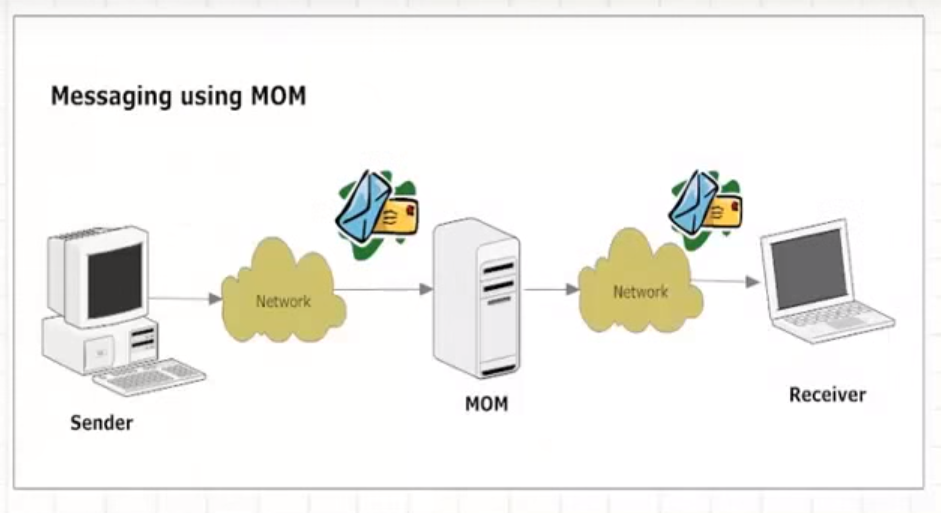 Messaging using MOM
Network
Network
MOM
Receiver
Sender